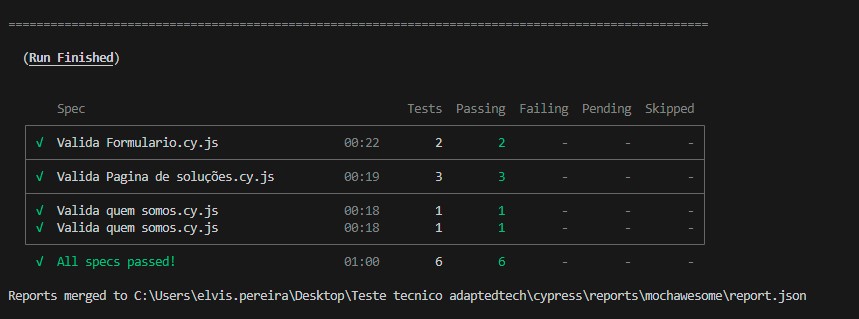 ====================================================================================================
(Run Finished)
Spec Tests Passing Failing Pending Skipped
√ Valida Formulario.cy.js 00:22 2 2 - - -
√ Valida Pagina de soluções.cy.js 00:19 3 3 - - -
√ Valida quem somos.cy.js 00:18 1 1 - - -
√ Valida quem somos.cy.js 00:18 1 1 - - -
√ All specs passed! 01:00 6 6 - - -
Reports merged to C:\Users\elvis.pereira\Desktop\Teste tecnico adaptedtech\cypress\reports\mochawesome\report.json